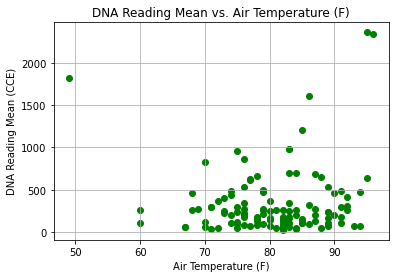 DNA Reading Mean vs. Air Temperature (F)
DNA Reading Mean (CCE)
2000
1500
1000
500
0
50 60 70 80 90
Air Temperature (F)